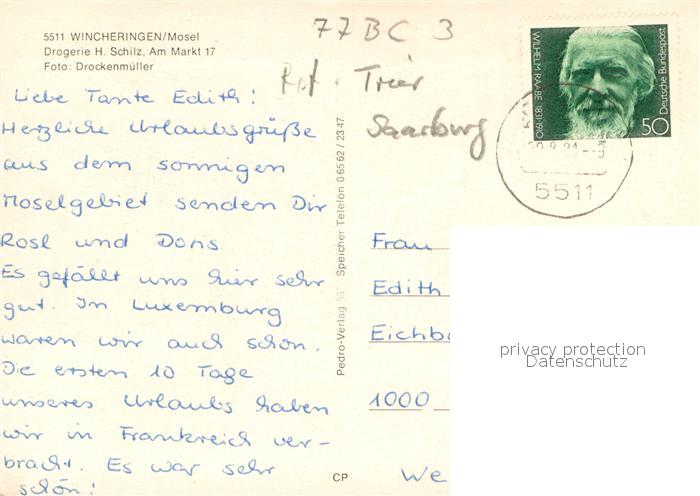 5511 WINCHERINGEN/Mosel
Drogerie H. Schilz, Am Markt 17
Foto: Drockenmüller
77 BC 3
Trier
Saarburg
WILHELM RAABE 1831-1910
Deutsche Bundespost
50
5511
Liebe Tante Edith!
Herzliche Urlaubsgrüße
aus dem sonnigen
Moselgebiet senden Dir
Rosl und Doris
Es gefällt uns hier sehr
gut. In Luxemburg
waren wir auch schön.
Die ersten 10 Tage
unseres Urlaubs haben
wir in Frankreich ver-
bracht. Es war sehr
schön!
Pedro-Verlag Speicher Telefon 06562 / 2347
CP
Frau
Edith
1000
We
privacy protection
Datenschutz